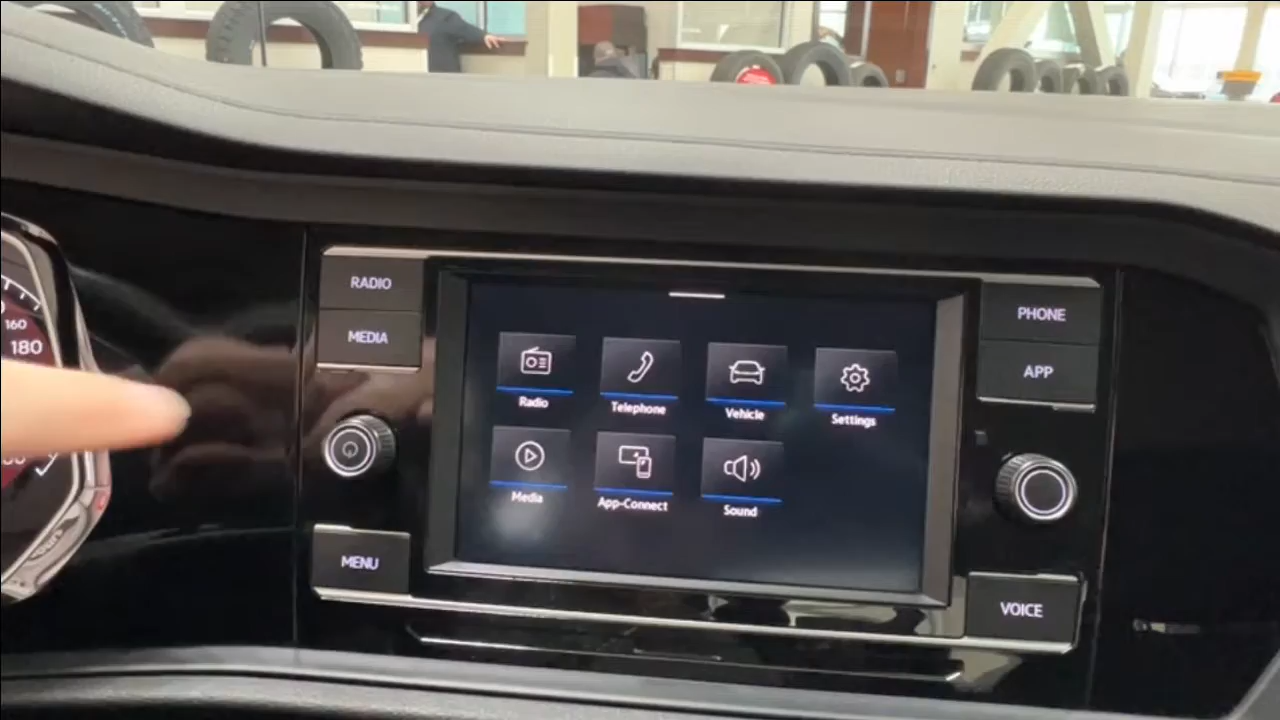 RADIO
MEDIA
MENU
160
180
Radio
Telephone
Vehicle
Settings
Media
App-Connect
Sound
PHONE
APP
VOICE